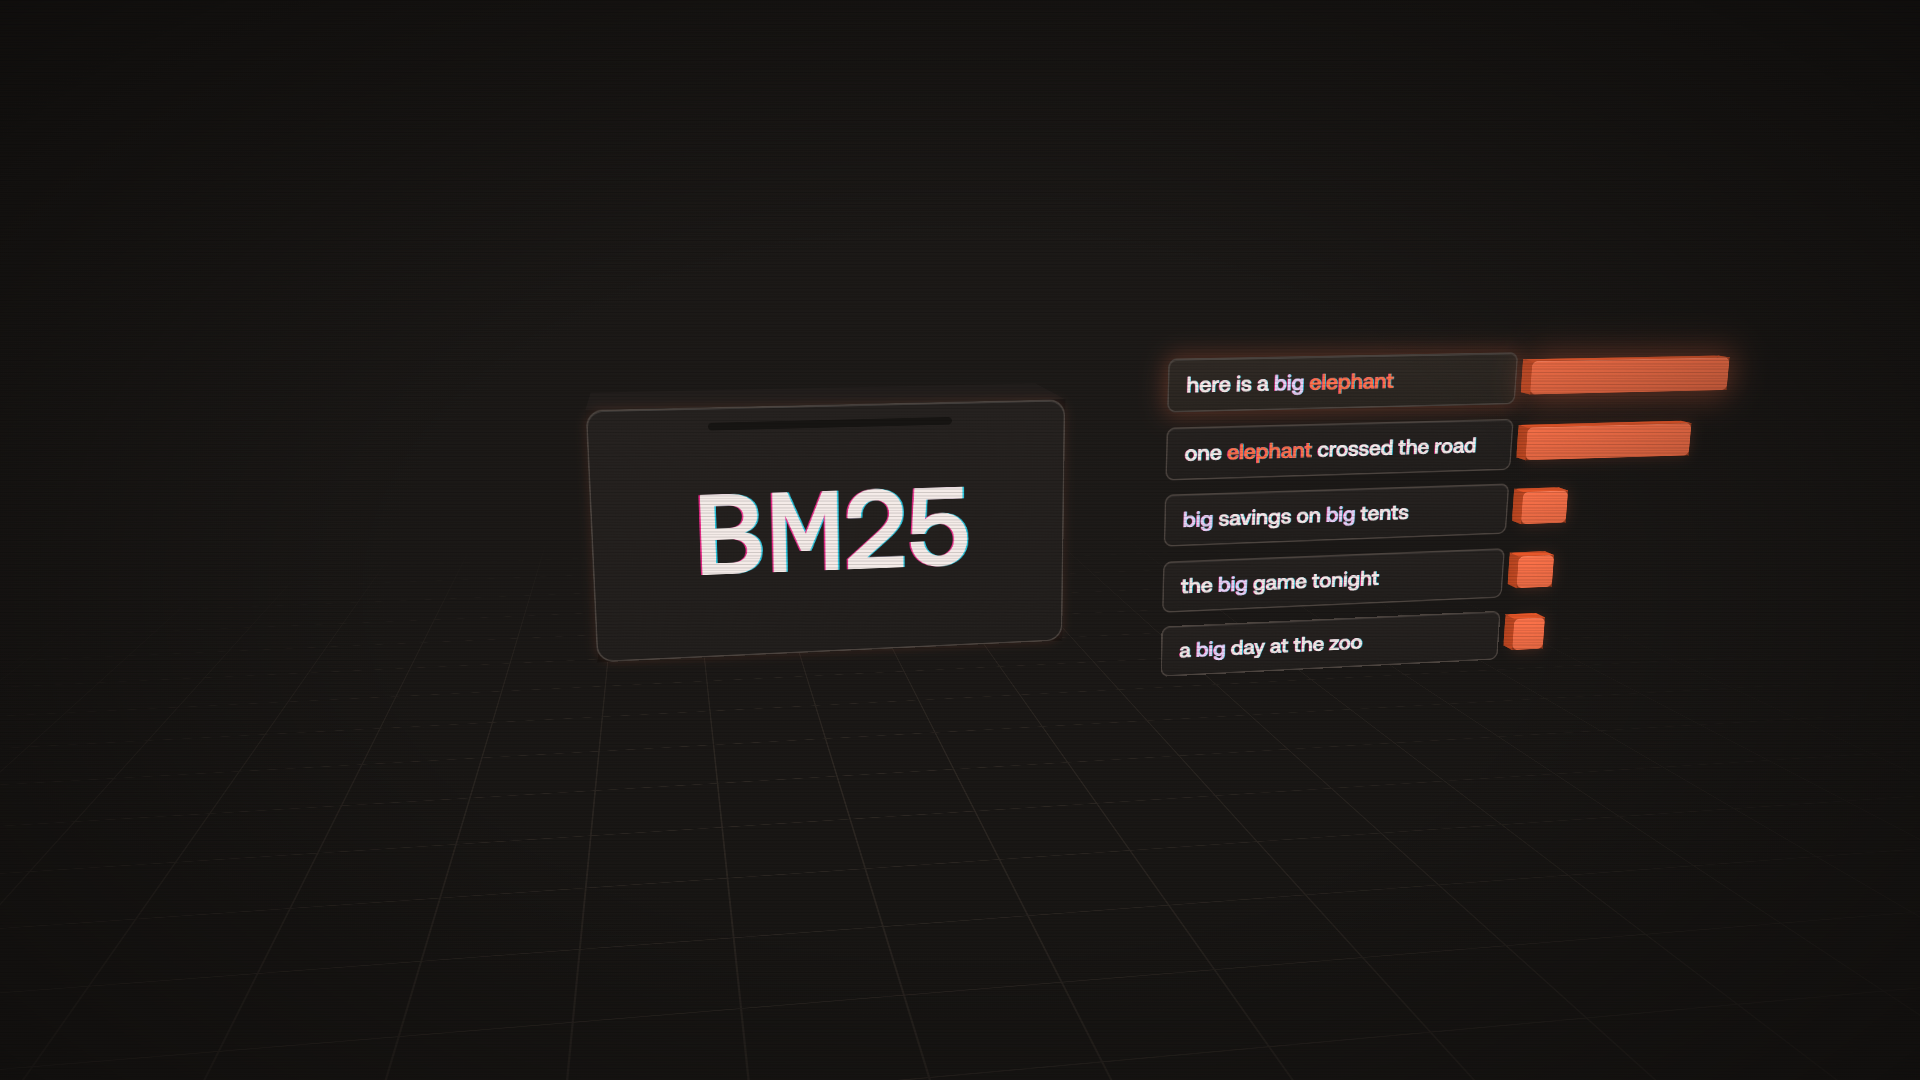 BM25
here is a big elephant
one elephant crossed the road
big savings on big tents
the big game tonight
a big day at the zoo